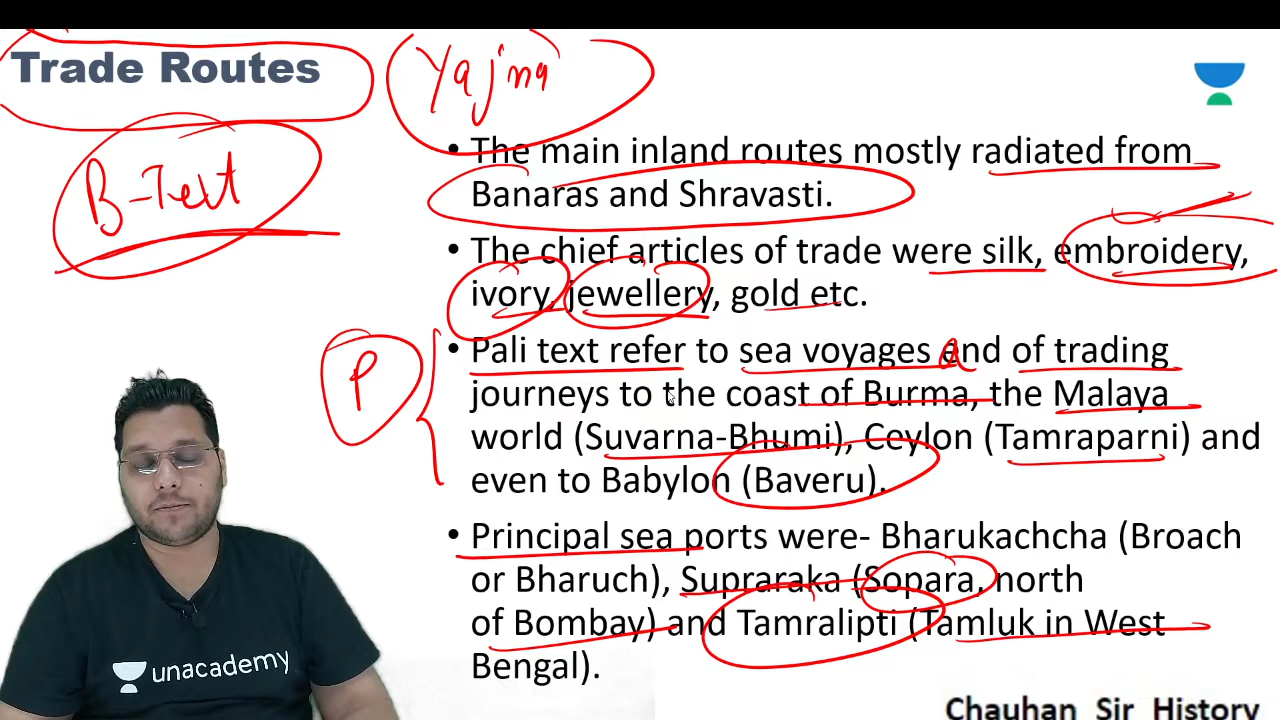 Trade Routes
Yajna
B-Text
• The main inland routes mostly radiated from
Banaras and Shravasti.
• The chief articles of trade were silk, embroidery,
ivory, jewellery, gold etc.
P
• Pali text refer to sea voyages and of trading
journeys to the coast of Burma, the Malaya
world (Suvarna-Bhumi), Ceylon (Tamraparni) and
even to Babylon (Baveru).
• Principal sea ports were- Bharukachcha (Broach
or Bharuch), Supraraka (Sopara, north
of Bombay) and Tamralipti (Tamluk in West
Bengal).
unacademy
Chauhan Sir History